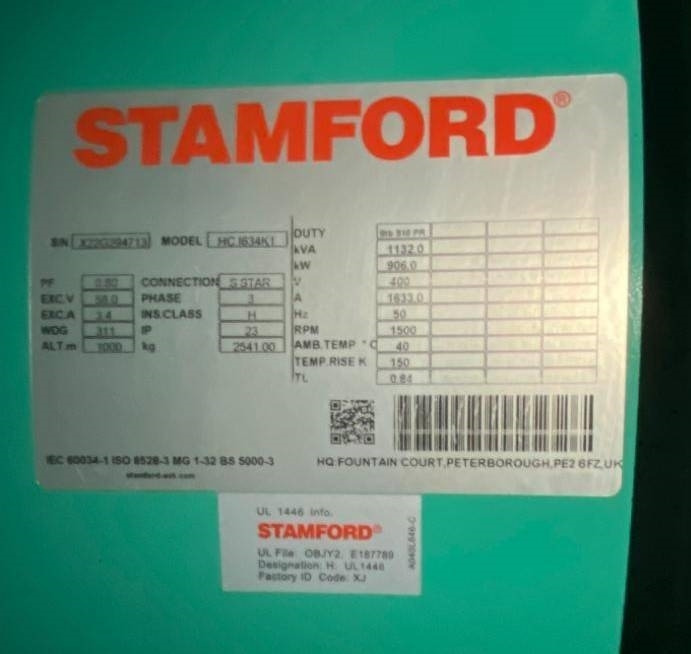 STAMFORD®
S/N X22G294713 MODEL HCI634K1
PF 0.80 CONNECTION S STAR
EXC.V 58.0 PHASE 3
EXC.A 3.4 INS.CLASS H
WDG 311 IP 23
ALT.m 1000 kg 2541.00
DUTY PR
kVA 1132.0
kW 906.0
V 400
A 1633.0
Hz 50
RPM 1500
AMB.TEMP °C 40
TEMP.RISE K 150
TL 0.84
IEC 60034-1 ISO 8528-3 MG 1-32 BS 5000-3
stamford-avk.com
HQ:FOUNTAIN COURT,PETERBOROUGH,PE2 6FZ,UK
UL 1446 Info.
STAMFORD®
UL File: OBJY2, E187789
Designation: H: UL1446
Factory ID Code: XJ
A040L646-C